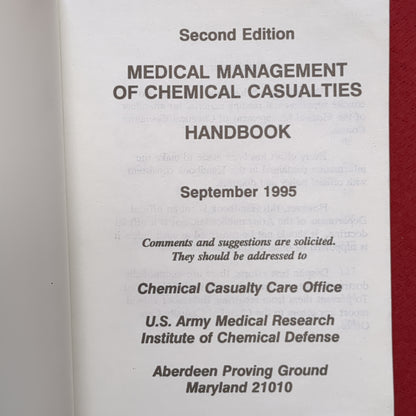 Second Edition
MEDICAL MANAGEMENT
OF CHEMICAL CASUALTIES
HANDBOOK
September 1995
Comments and suggestions are solicited.
They should be addressed to
Chemical Casualty Care Office
U.S. Army Medical Research
Institute of Chemical Defense
Aberdeen Proving Ground
Maryland 21010